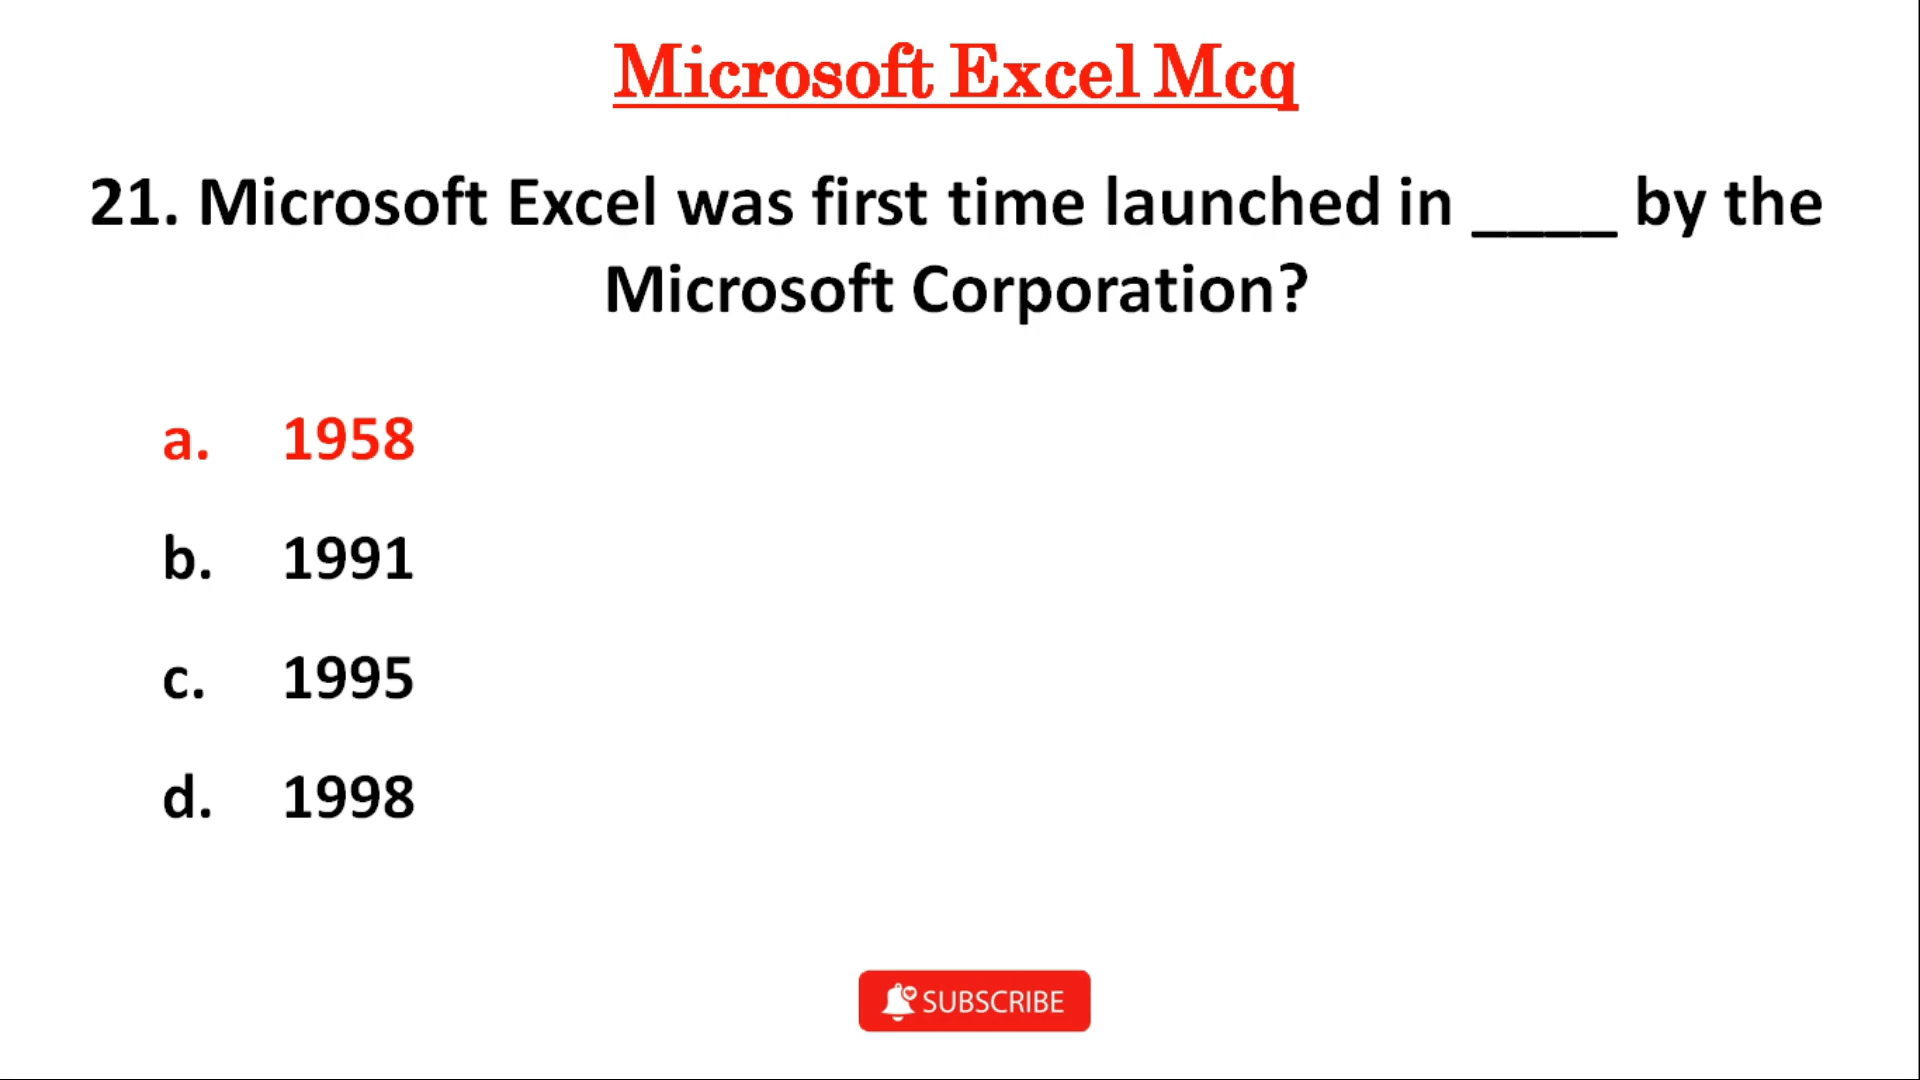 Microsoft Excel Mcq
21. Microsoft Excel was first time launched in ____ by the
Microsoft Corporation?
a. 1958
b. 1991
c. 1995
d. 1998
SUBSCRIBE